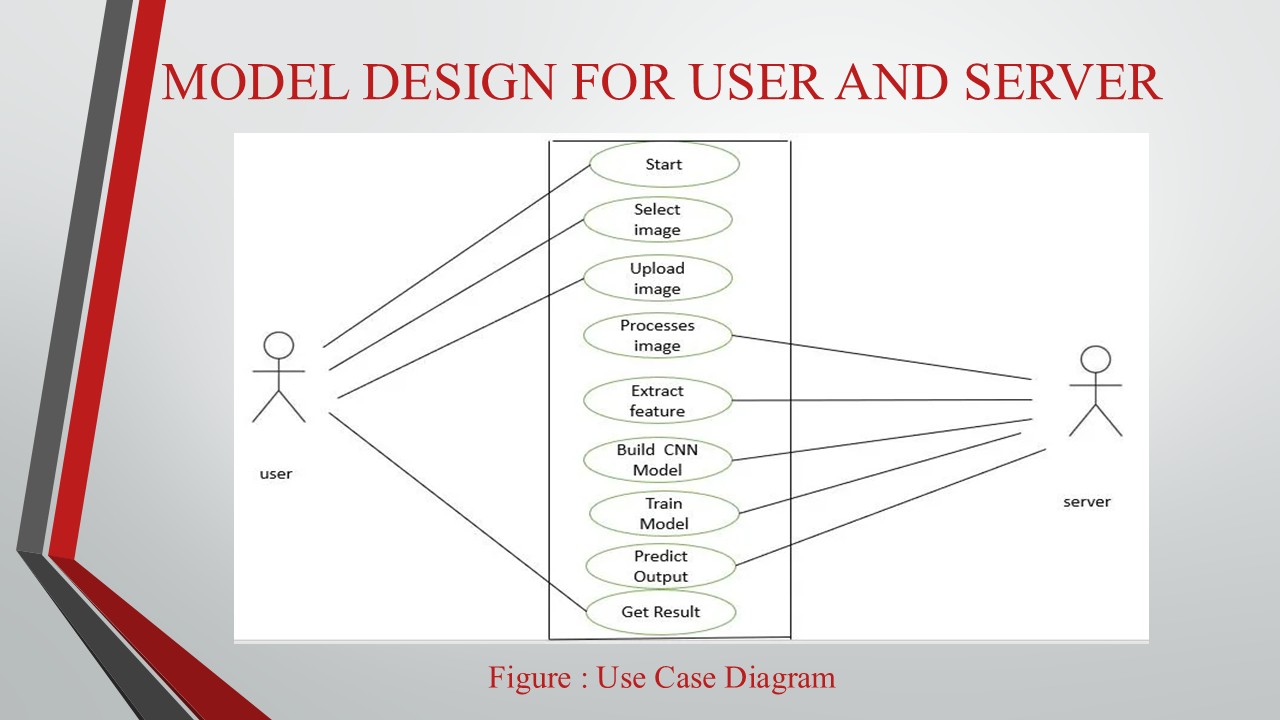 MODEL DESIGN FOR USER AND SERVER
Start
Select
image
Upload
image
Processes
image
Extract
feature
Build CNN
Model
Train
Model
Predict
Output
Get Result
user
server
Figure : Use Case Diagram